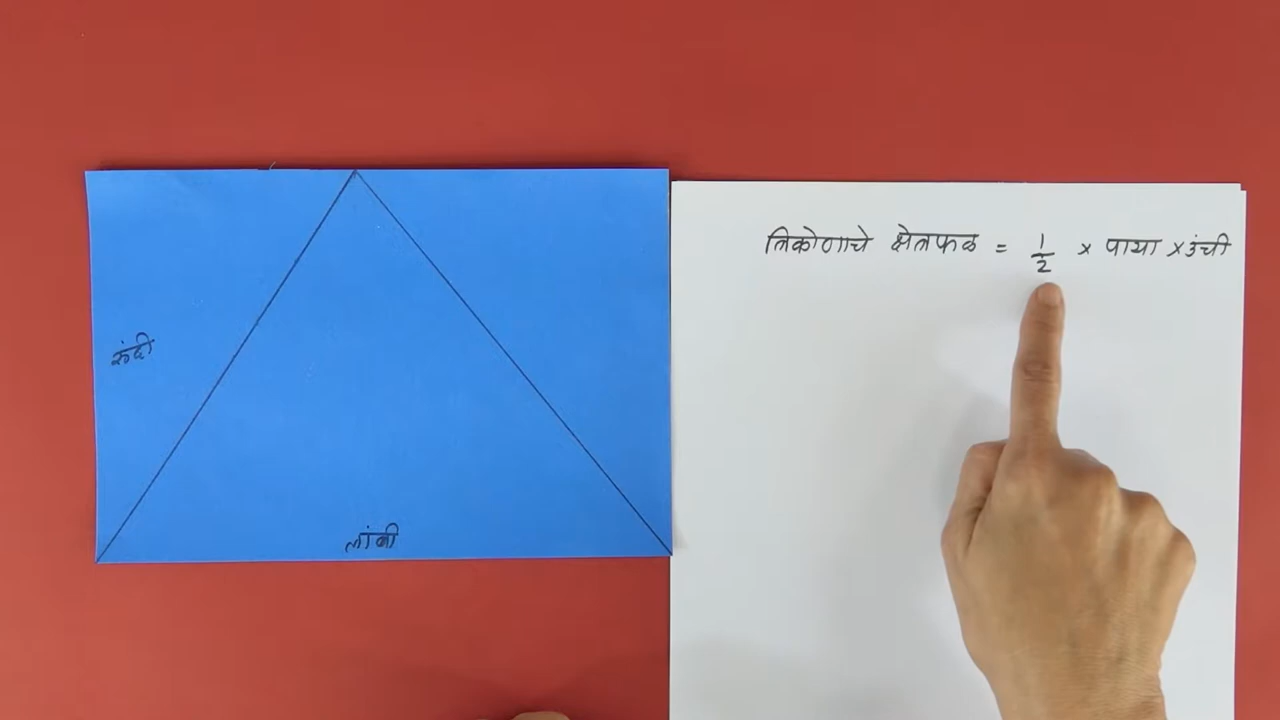 रुंदी
लांबी
त्रिकोणाचे क्षेत्रफळ = 1/2 × पाया × उंची